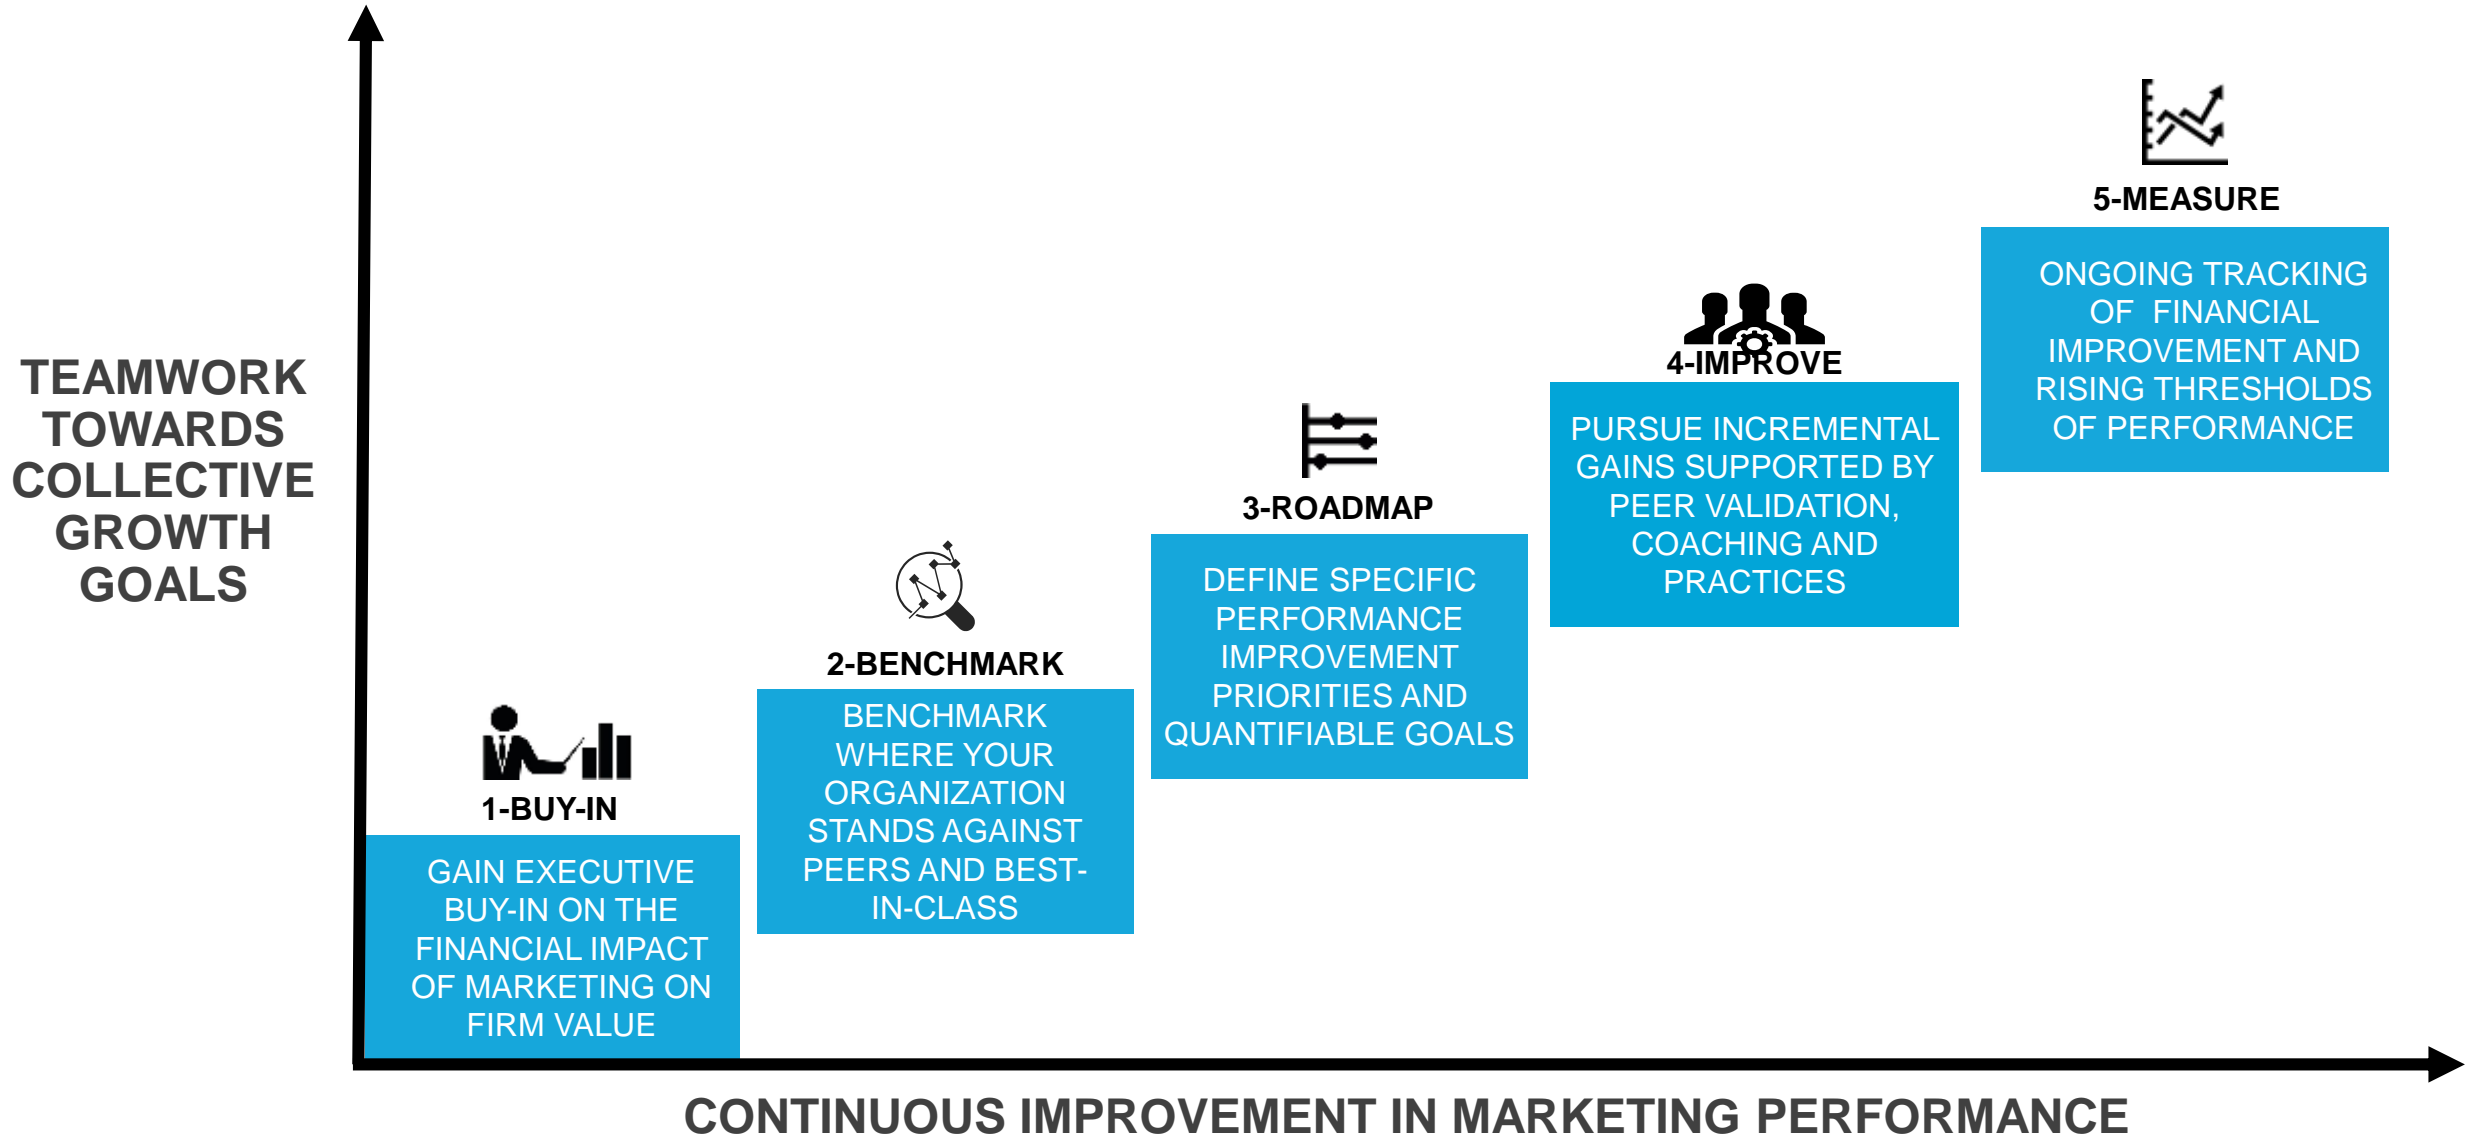 TEAMWORK
TOWARDS
COLLECTIVE
GROWTH
GOALS
1-BUY-IN
GAIN EXECUTIVE
BUY-IN ON THE
FINANCIAL IMPACT
OF MARKETING ON
FIRM VALUE
2-BENCHMARK
BENCHMARK
WHERE YOUR
ORGANIZATION
STANDS AGAINST
PEERS AND BEST-
IN-CLASS
3-ROADMAP
DEFINE SPECIFIC
PERFORMANCE
IMPROVEMENT
PRIORITIES AND
QUANTIFIABLE GOALS
4-IMPROVE
PURSUE INCREMENTAL
GAINS SUPPORTED BY
PEER VALIDATION,
COACHING AND
PRACTICES
5-MEASURE
ONGOING TRACKING
OF FINANCIAL
IMPROVEMENT AND
RISING THRESHOLDS
OF PERFORMANCE
CONTINUOUS IMPROVEMENT IN MARKETING PERFORMANCE